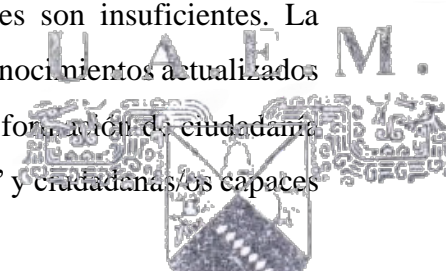 es son insuficientes. La
U. A. E. M.
nocimientos actualizados
formación de ciudadanía
" y ciudadanas/os capaces